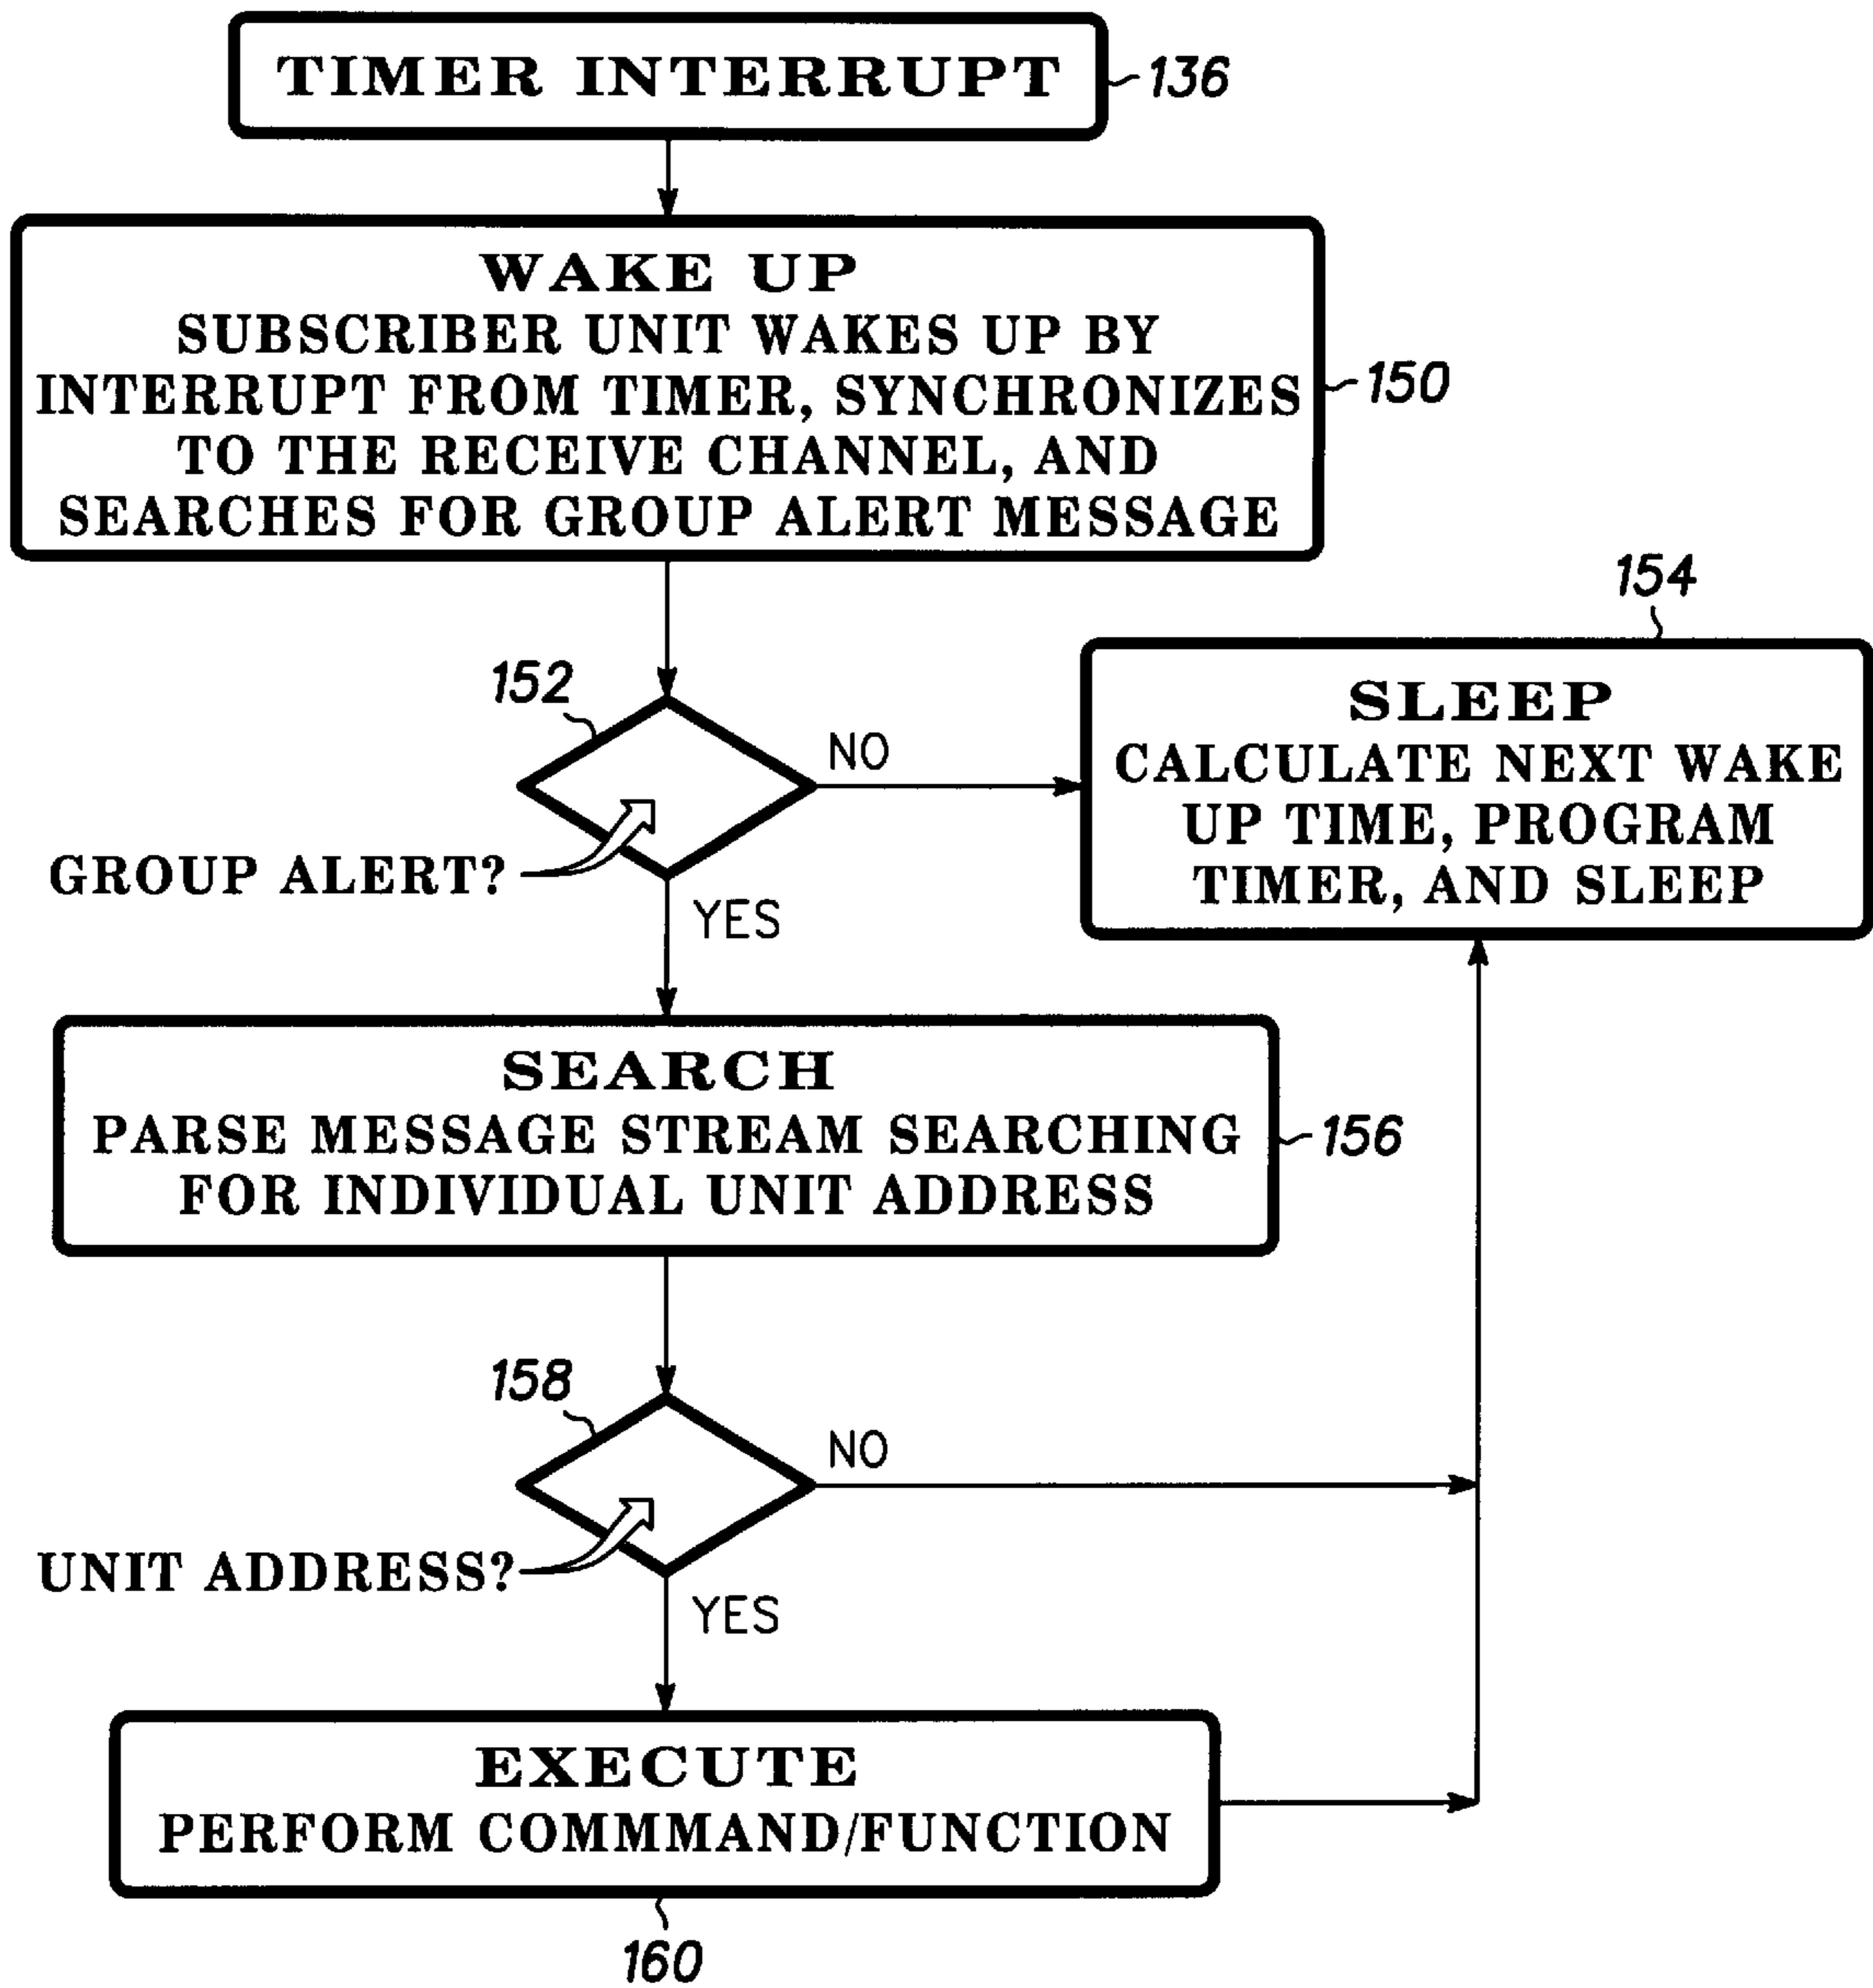 TIMER INTERRUPT
136
WAKE UP
SUBSCRIBER UNIT WAKES UP BY
INTERRUPT FROM TIMER, SYNCHRONIZES
TO THE RECEIVE CHANNEL, AND
SEARCHES FOR GROUP ALERT MESSAGE
150
152
GROUP ALERT?
NO
YES
154
SLEEP
CALCULATE NEXT WAKE
UP TIME, PROGRAM
TIMER, AND SLEEP
SEARCH
PARSE MESSAGE STREAM SEARCHING
FOR INDIVIDUAL UNIT ADDRESS
156
158
NO
UNIT ADDRESS?
YES
EXECUTE
PERFORM COMMMAND/FUNCTION
160